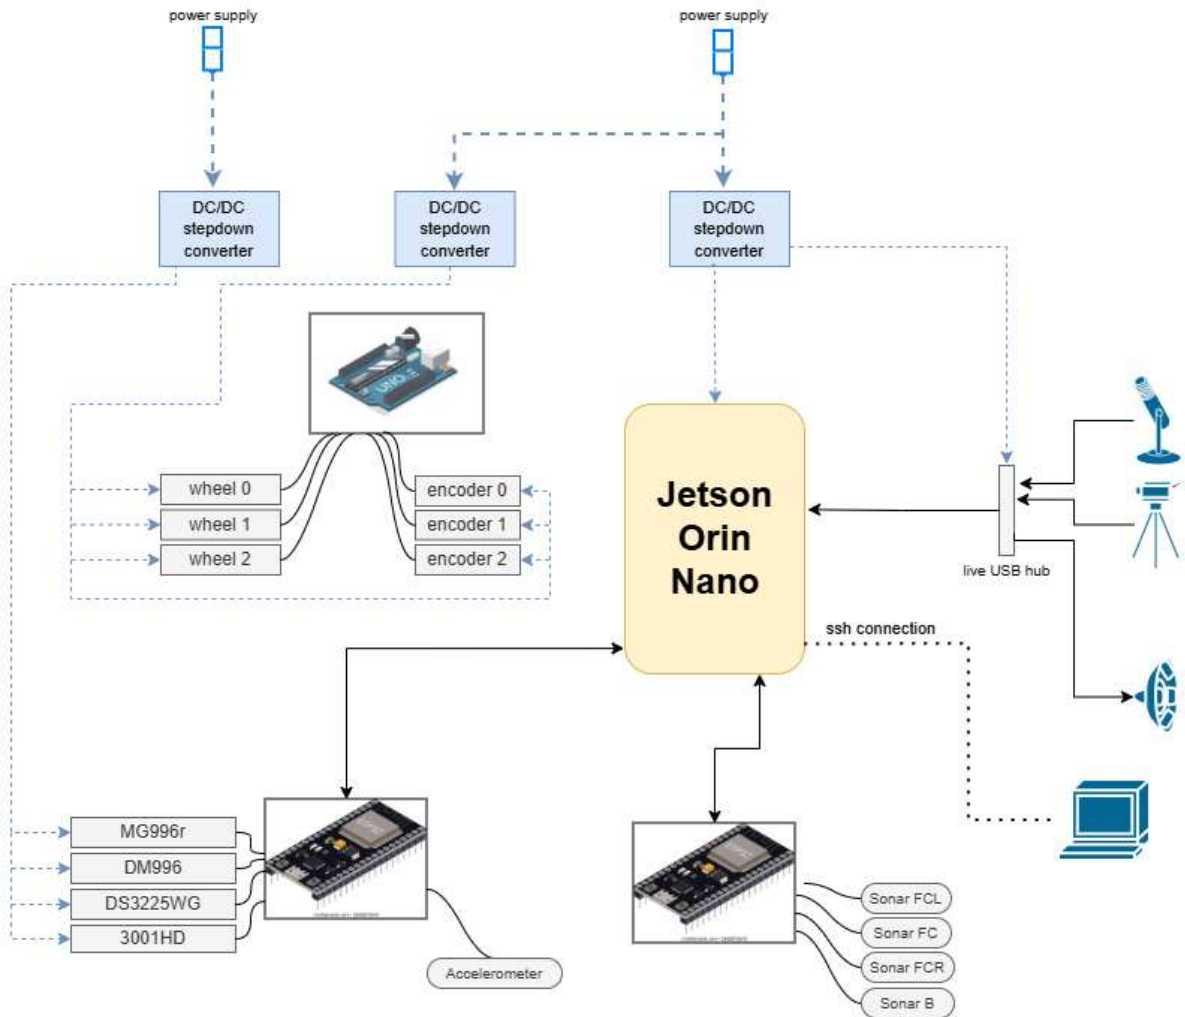 power supply
power supply
DC/DC
stepdown
converter
DC/DC
stepdown
converter
DC/DC
stepdown
converter
UNO
wheel 0
wheel 1
wheel 2
encoder 0
encoder 1
encoder 2
Jetson
Orin
Nano
live USB hub
ssh connection
MG996r
DM996
DS3225WG
3001HD
Accelerometer
Sonar FCL
Sonar FC
Sonar FCR
Sonar B